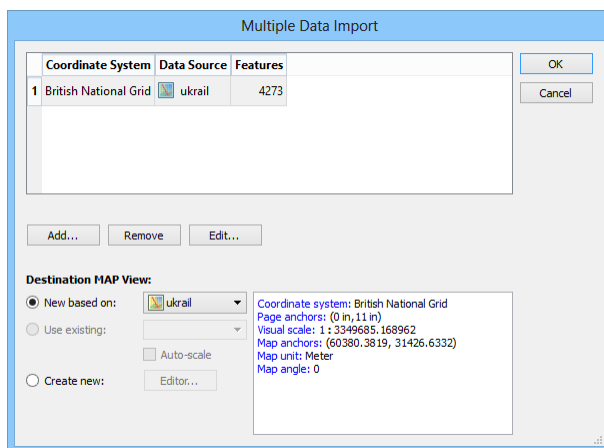 Multiple Data Import
Coordinate System Data Source Features
1 British National Grid ukrail 4273
OK
Cancel
Add... Remove Edit...
Destination MAP View:
New based on: ukrail
Use existing:
Auto-scale
Create new: Editor...
Coordinate system: British National Grid
Page anchors: (0 in,11 in)
Visual scale: 1 : 3349685.168962
Map anchors: (60380.3819, 31426.6332)
Map unit: Meter
Map angle: 0